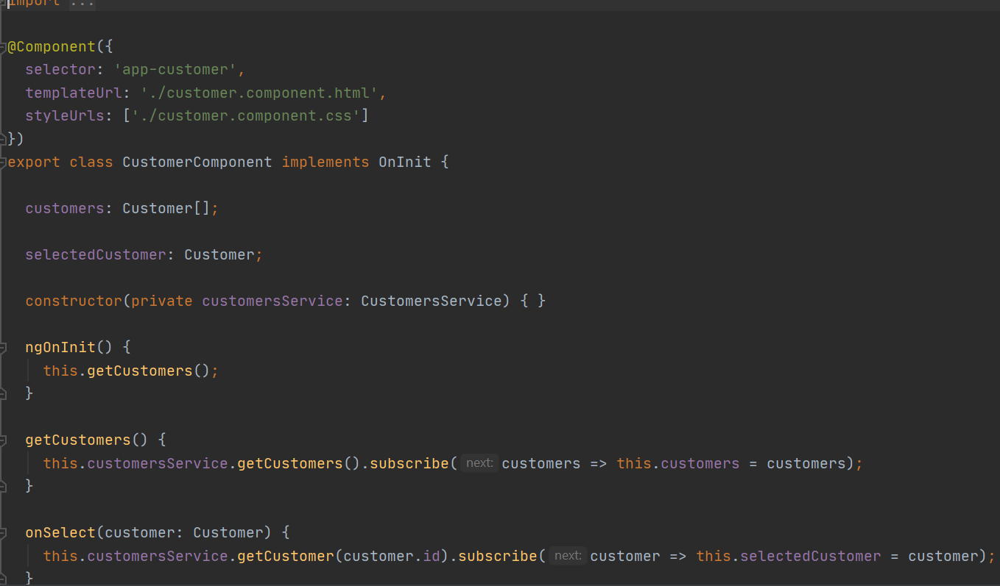 import ...
@Component({
selector: 'app-customer',
templateUrl: './customer.component.html',
styleUrls: ['./customer.component.css']
})
export class CustomerComponent implements OnInit {
customers: Customer[];
selectedCustomer: Customer;
constructor(private customersService: CustomersService) { }
ngOnInit() {
this.getCustomers();
}
getCustomers() {
this.customersService.getCustomers().subscribe( next: customers => this.customers = customers);
}
onSelect(customer: Customer) {
this.customersService.getCustomer(customer.id).subscribe( next: customer => this.selectedCustomer = customer);
}